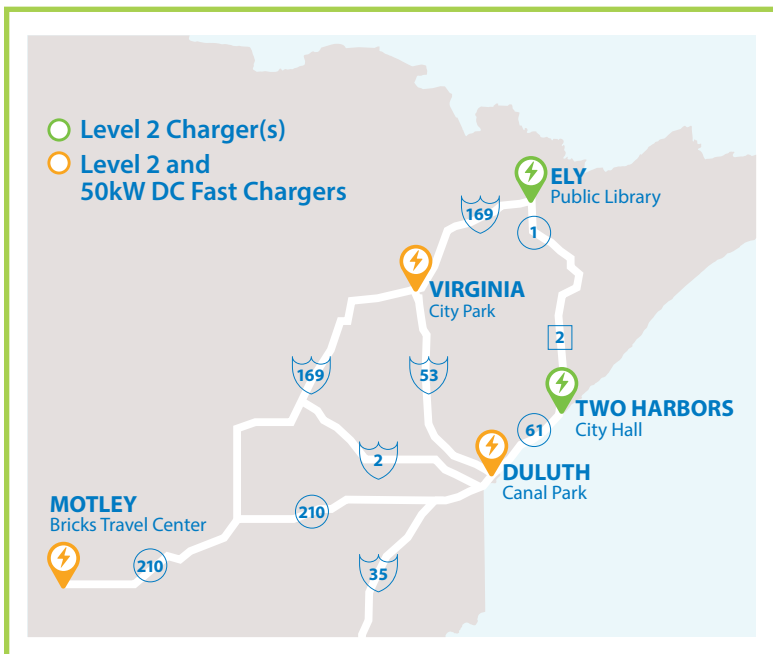 Level 2 Charger(s)
Level 2 and
50kW DC Fast Chargers
ELY
Public Library
169
1
VIRGINIA
City Park
2
169
53
TWO HARBORS
City Hall
61
2
DULUTH
Canal Park
MOTLEY
Bricks Travel Center
210
210
35